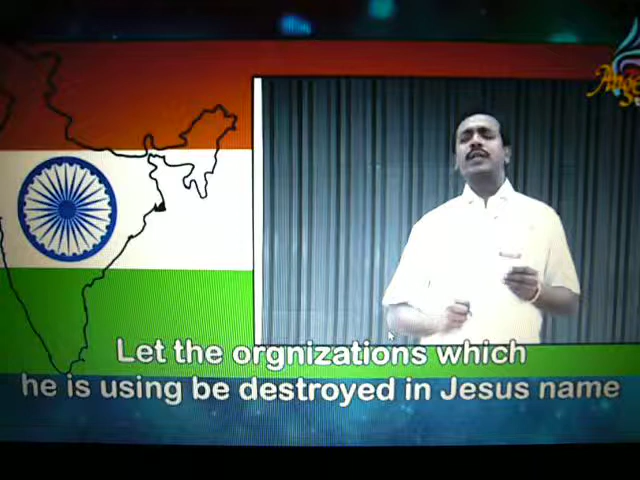 Let the orgnizations which
he is using be destroyed in Jesus name